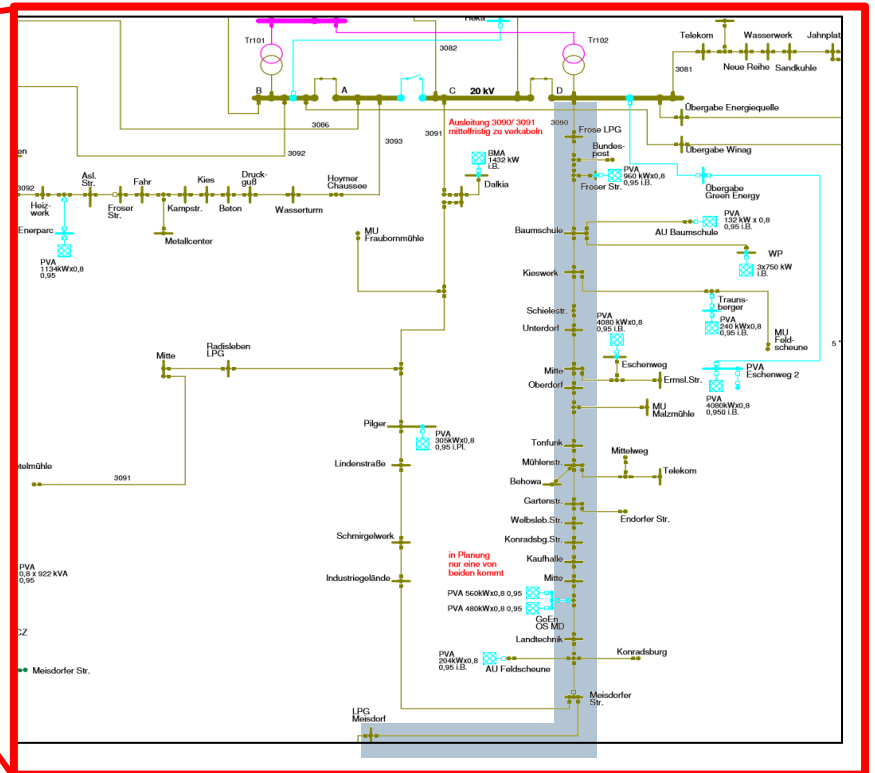 Heka
Tr101
3082
Tr102
Telekom
Wasserwerk
Jahnplat
Neue Reihe
Sandkuhle
3081
B
A
C
20 kV
D
3086
3092
3093
3091
3090
Ausleitung 3090/ 3091
mittelfristig zu verkabeln
Frose LPG
Übergabe Energiequelle
Übergabe Winag
Bundes-
post
BMA
1432 kW
i.B.
Dalkia
PVA
960 kWx0,8
0,95 i.B.
Froser Str.
Übergabe
Green Energy
on
3092
Heiz-
werk
Asl.
Str.
Froser
Str.
Fahr
Kampstr.
Kies
Beton
Druck-
guß
Wasserturm
Hoymer
Chaussee
Metallcenter
Enerparc
PVA
1134kWx0,8
0,95
MU
Fraubornmühle
Baumschule
PVA
132 kW x 0,8
0,95 i.B.
AU Baumschule
WP
3x750 kW
i.B.
Kieswerk
Trauns-
berger
PVA
240 kWx0,8
0,95 i.B.
MU
Feld-
scheune
5
Schielestr.
Unterdorf
PVA
4080 kWx0,8
0,95 i.B.
Eschenweg
Mitte
Oberdorf
Ermsl.Str.
PVA
Eschenweg 2
PVA
4080kWx0,8
0,950 i.B.
MU
Malzmühle
Mitte
Radisleben
LPG
Pilger
PVA
305kWx0,8
0,95 i.Pl.
Lindenstraße
Tonfunk
Mühlenstr.
Behowa
Mittelweg
Telekom
otelmühle
3091
Gartenstr.
Endorfer Str.
Welbsleb.Str.
Konradsbg.Str.
Schmirgelwerk
Kaufhalle
Mitte
in Planung
nur eine von
beiden kommt
Industriegelände
PVA
0,8 x 922 kVA
0,95
PVA 560kWx0,8 0,95
PVA 480kWx0,8 0,95
GoEn
OS MD
Landtechnik
CZ
Meisdorfer Str.
PVA
204kWx0,8
0,95 i.B.
AU Feldscheune
Konradsburg
Meisdorfer
Str.
LPG
Meisdorf